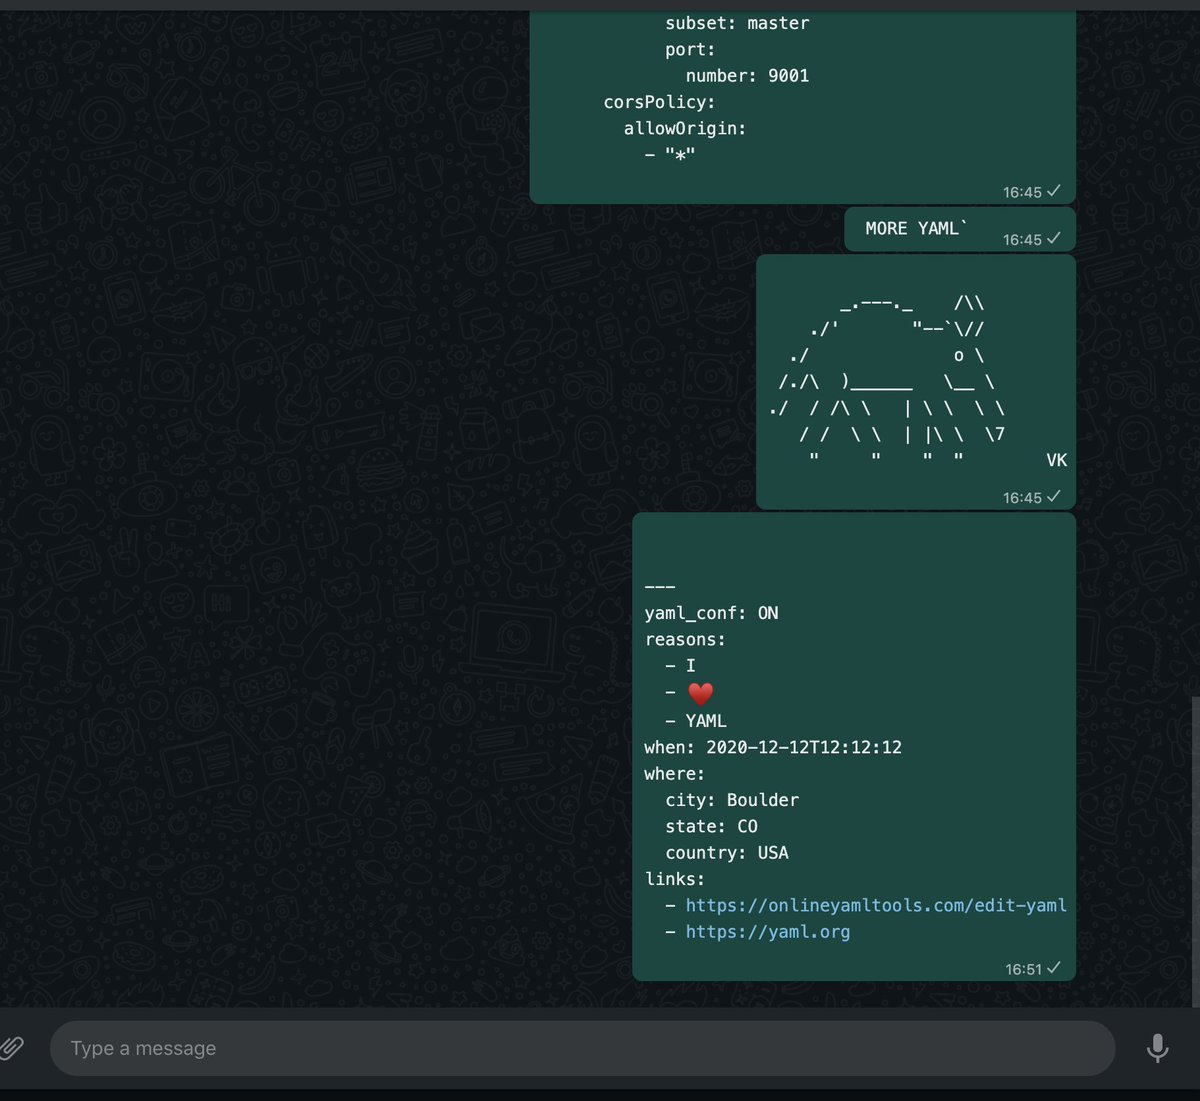 subset: master
port:
number: 9001
corsPolicy:
allowOrigin:
- "*"
16:45
MORE YAML`
16:45
       _.---._    /\\
    ./'       "--`\//
  ./              o \
 /./\  )______   \__ \
./  / /\ \   | \ \  \ \
   / /  \ \  | |\ \  \7
    "     "    "  "        VK
16:45
---
yaml_conf: ON
reasons:
- I
- ❤️
- YAML
when: 2020-12-12T12:12:12
where:
city: Boulder
state: CO
country: USA
links:
- https://onlineyamltools.com/edit-yaml
- https://yaml.org
16:51
Type a message